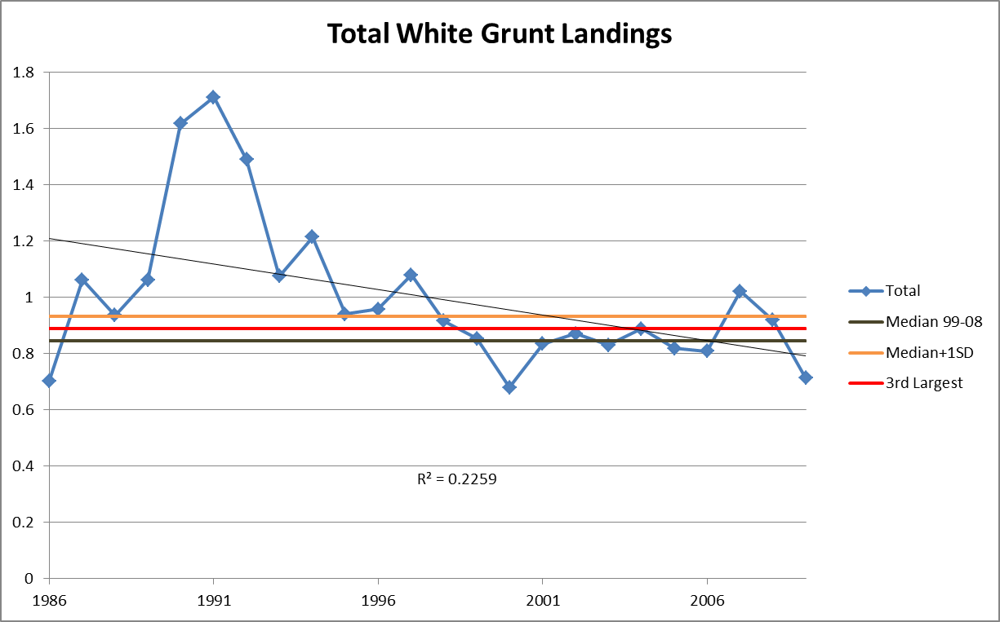 Total White Grunt Landings
1.8
1.6
1.4
1.2
1
0.8
0.6
0.4
0.2
0
1986
1991
1996
2001
2006
R² = 0.2259
Total
Median 99-08
Median+1SD
3rd Largest